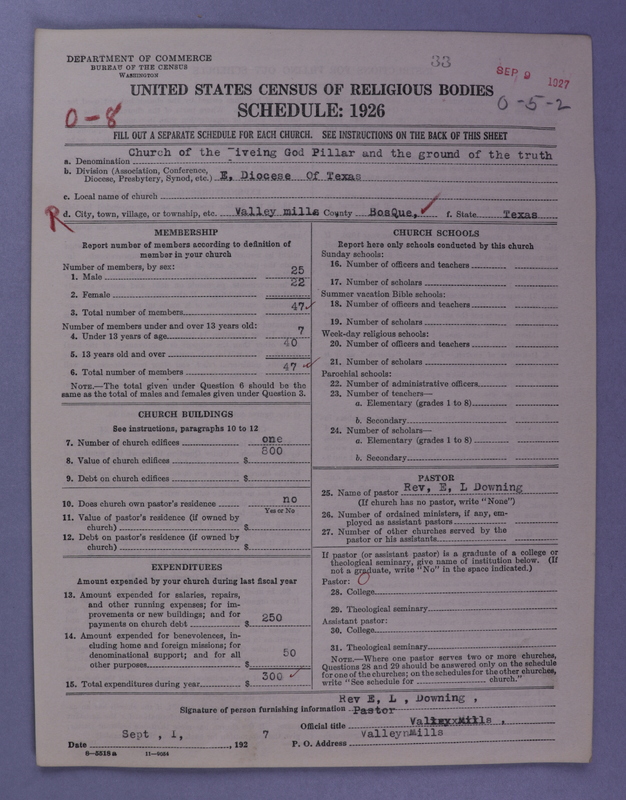 DEPARTMENT OF COMMERCE
BUREAU OF THE CENSUS
WASHINGTON
33
SEP 9 1927
UNITED STATES CENSUS OF RELIGIOUS BODIES
SCHEDULE: 1926
0-8
0-5-2
FILL OUT A SEPARATE SCHEDULE FOR EACH CHURCH. SEE INSTRUCTIONS ON THE BACK OF THIS SHEET
a. Denomination Church of the iveing God Pillar and the ground of the truth
b. Division (Association, Conference,
Diocese, Presbytery, Synod, etc.) E, Diocese Of Texas
c. Local name of church
R d. City, town, village, or township, etc. Valley mills County BosQue, f. State Texas
MEMBERSHIP
Report number of members according to definition of
member in your church
Number of members, by sex:
1. Male 25
2. Female 22
3. Total number of members 47
Number of members under and over 13 years old:
4. Under 13 years of age 7
5. 13 years old and over 40
6. Total number of members 47
NOTE.—The total given under Question 6 should be the
same as the total of males and females given under Question 3.
CHURCH BUILDINGS
See instructions, paragraphs 10 to 12
7. Number of church edifices one
8. Value of church edifices $ 800
9. Debt on church edifices $
10. Does church own pastor's residence no
Yes or No
11. Value of pastor's residence (if owned by
church) $
12. Debt on pastor's residence (if owned by
church) $
EXPENDITURES
Amount expended by your church during last fiscal year
13. Amount expended for salaries, repairs,
and other running expenses; for im-
provements or new buildings; and for
payments on church debt $ 250
14. Amount expended for benevolences, in-
cluding home and foreign missions; for
denominational support; and for all
other purposes $ 50
15. Total expenditures during year $ 300
CHURCH SCHOOLS
Report here only schools conducted by this church
Sunday schools:
16. Number of officers and teachers
17. Number of scholars
Summer vacation Bible schools:
18. Number of officers and teachers
19. Number of scholars
Week-day religious schools:
20. Number of officers and teachers
21. Number of scholars
Parochial schools:
22. Number of administrative officers
23. Number of teachers—
a. Elementary (grades 1 to 8)
b. Secondary
24. Number of scholars—
a. Elementary (grades 1 to 8)
b. Secondary
PASTOR
25. Name of pastor Rev, E, L Downing
(If church has no pastor, write "None")
26. Number of ordained ministers, if any, em-
ployed as assistant pastors
27. Number of other churches served by the
pastor or his assistants
If pastor (or assistant pastor) is a graduate of a college or
theological seminary, give name of institution below. (If
not a graduate, write "No" in the space indicated.)
Pastor: 0
28. College
29. Theological seminary
Assistant pastor:
30. College
31. Theological seminary
NOTE.—Where one pastor serves two or more churches,
Questions 28 and 29 should be answered only on the schedule
for one of the churches; on the schedules for the other churches,
write "See schedule for church."
Rev E, L , Downing ,
Signature of person furnishing information Pastor
Official title Valleyxmills ,
Date Sept , 1, , 192 7 P. O. Address Valleynmills
8-5518a
11-9064